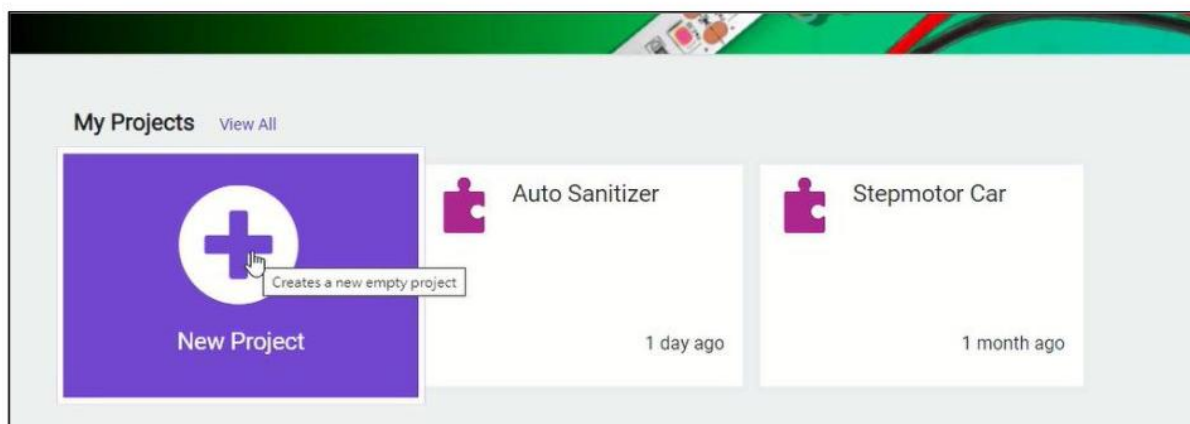 My Projects View All
Auto Sanitizer
Stepmotor Car
Creates a new empty project
New Project
1 day ago
1 month ago